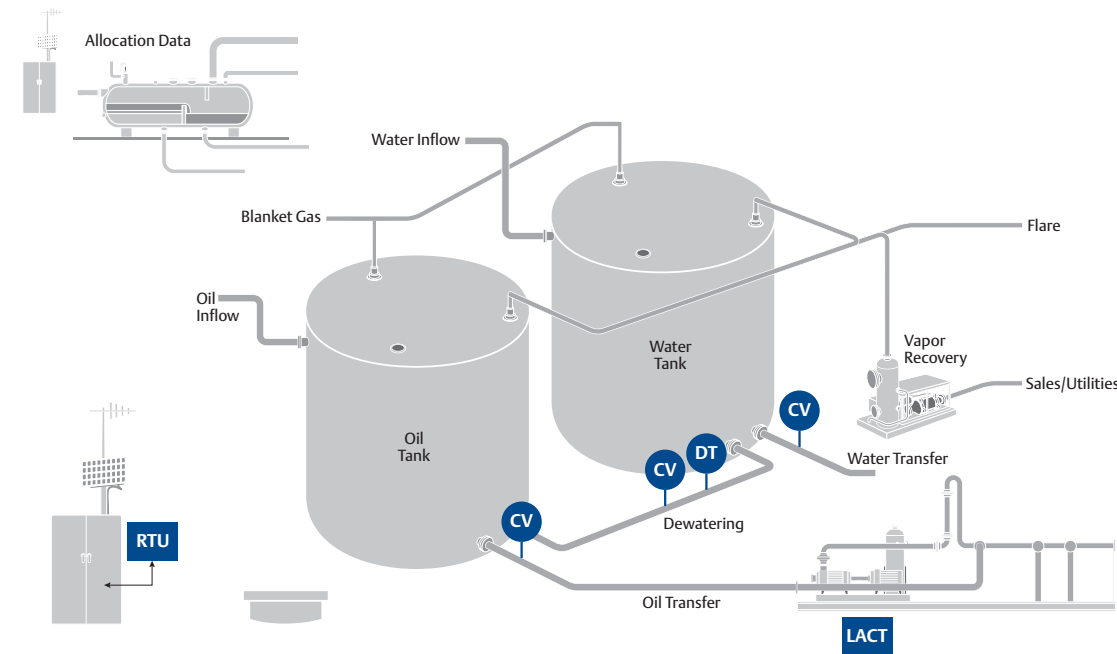 Allocation Data
Water Inflow
Blanket Gas
Flare
Oil
Inflow
Vapor
Recovery
Water
Tank
Sales/Utilities
CV
Oil
Tank
DT
CV
Water Transfer
CV
Dewatering
RTU
Oil Transfer
LACT